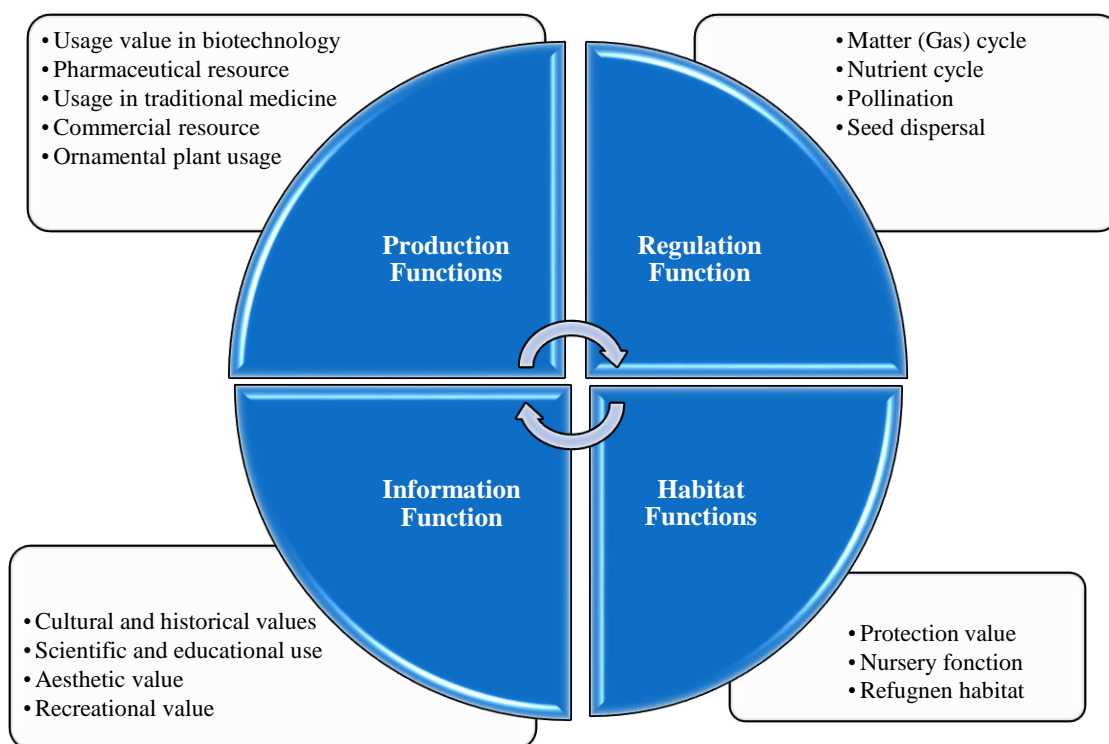 • Usage value in biotechnology
• Pharmaceutical resource
• Usage in traditional medicine
• Commercial resource
• Ornamental plant usage
• Matter (Gas) cycle
• Nutrient cycle
• Pollination
• Seed dispersal
Production
Functions
Regulation
Function
Information
Function
Habitat
Functions
• Cultural and historical values
• Scientific and educational use
• Aesthetic value
• Recreational value
• Protection value
• Nursery fonction
• Refugnen habitat